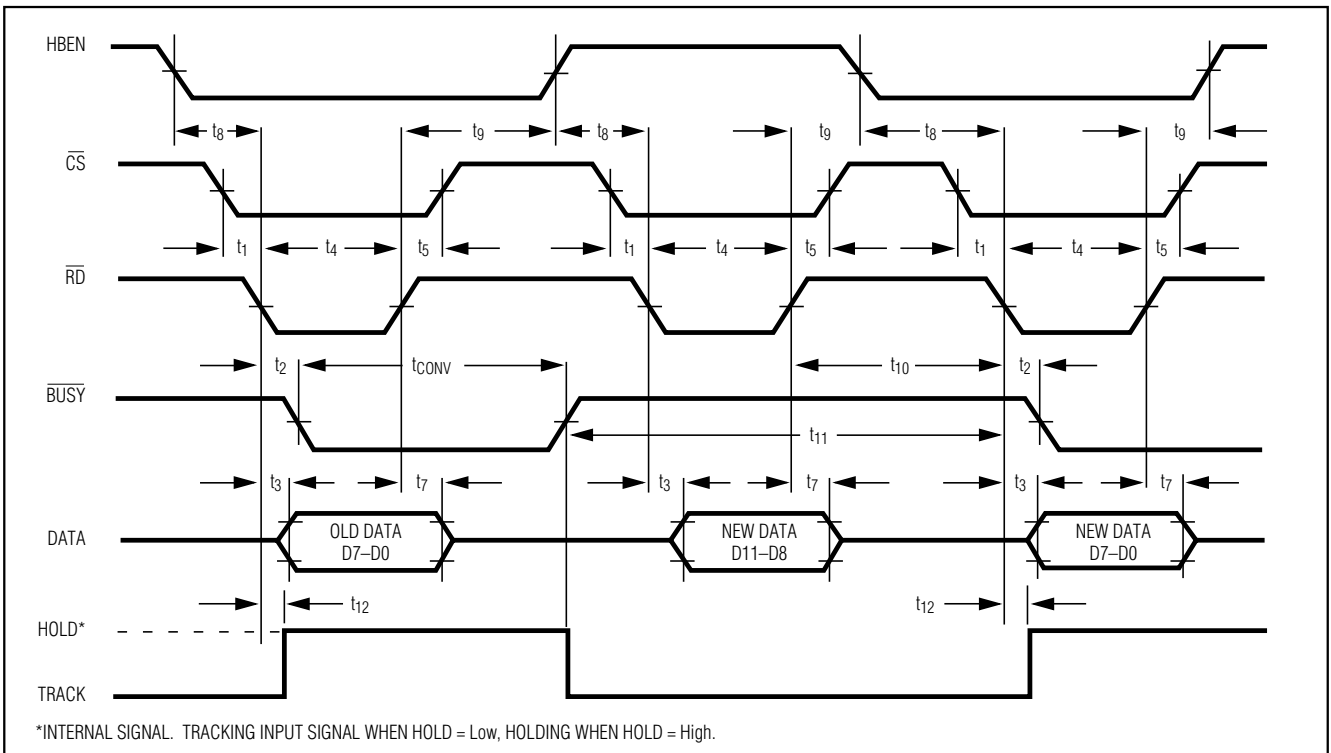 HBEN
t8 t9 t8 t9 t8 t9
CS
t1 t4 t5 t1 t4 t5 t1 t4 t5
RD
t2 tCONV t10 t2
BUSY
t11
t3 t7 t3 t7 t3 t7
DATA
OLD DATA
D7–D0
NEW DATA
D11–D8
NEW DATA
D7–D0
t12 t12
HOLD*
TRACK
*INTERNAL SIGNAL. TRACKING INPUT SIGNAL WHEN HOLD = Low, HOLDING WHEN HOLD = High.